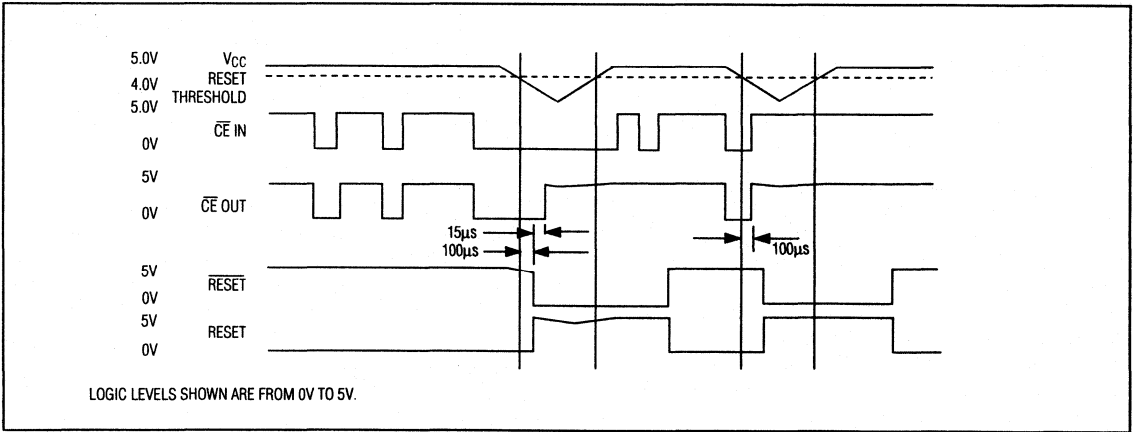 5.0V VCC
4.0V RESET
5.0V THRESHOLD
CE IN
0V
5V
CE OUT
0V
15µs
100µs
100µs
5V
RESET
0V
5V
RESET
0V
LOGIC LEVELS SHOWN ARE FROM 0V TO 5V.